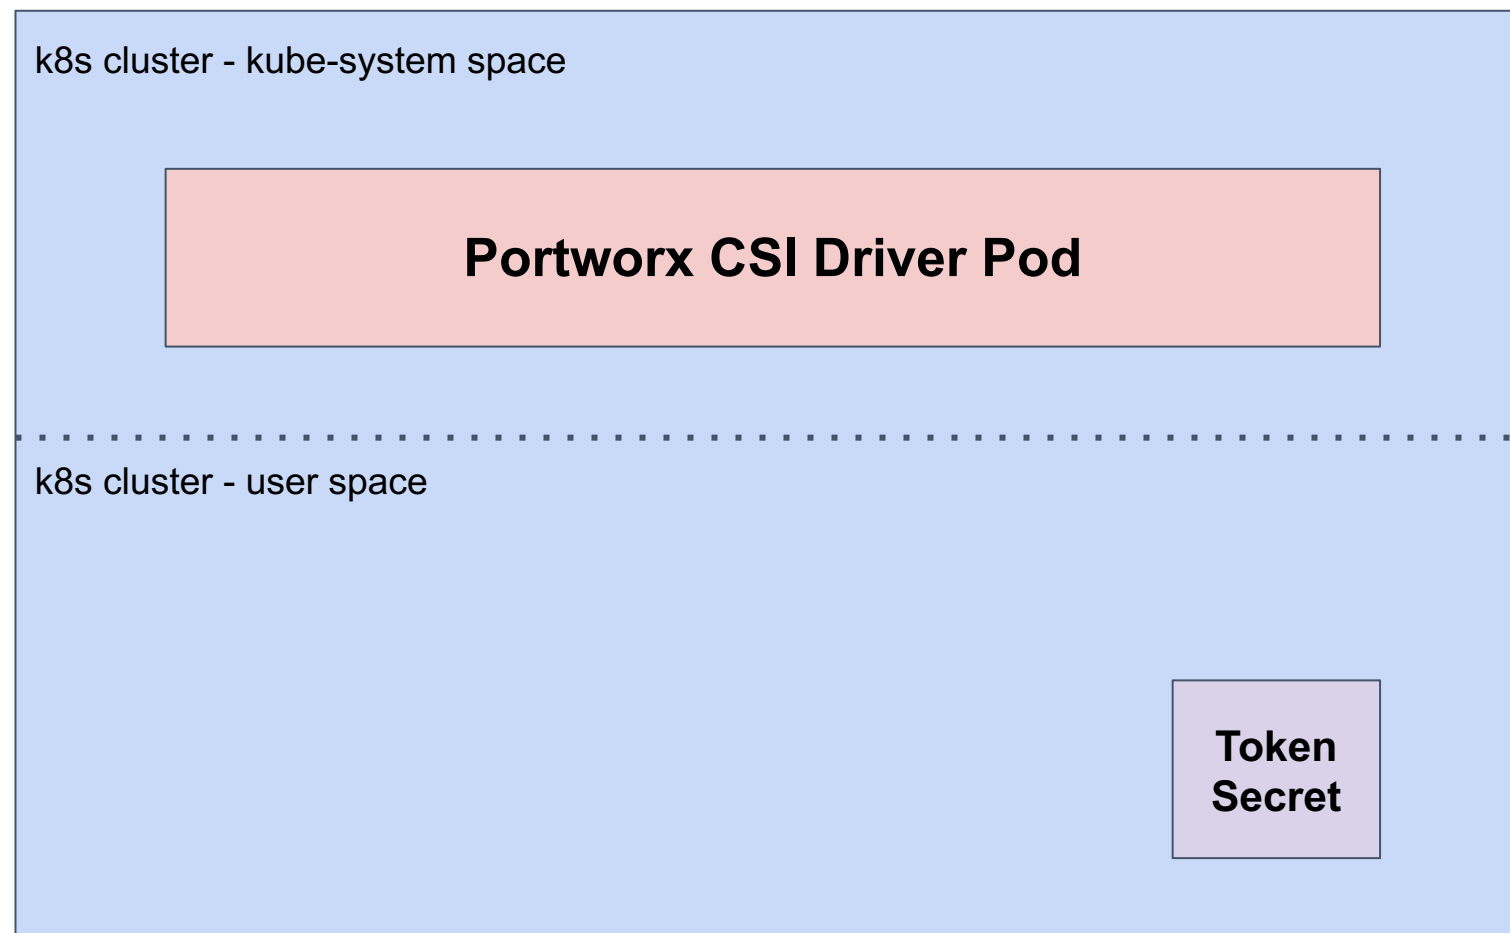 k8s cluster - kube-system space
Portworx CSI Driver Pod
k8s cluster - user space
Token
Secret